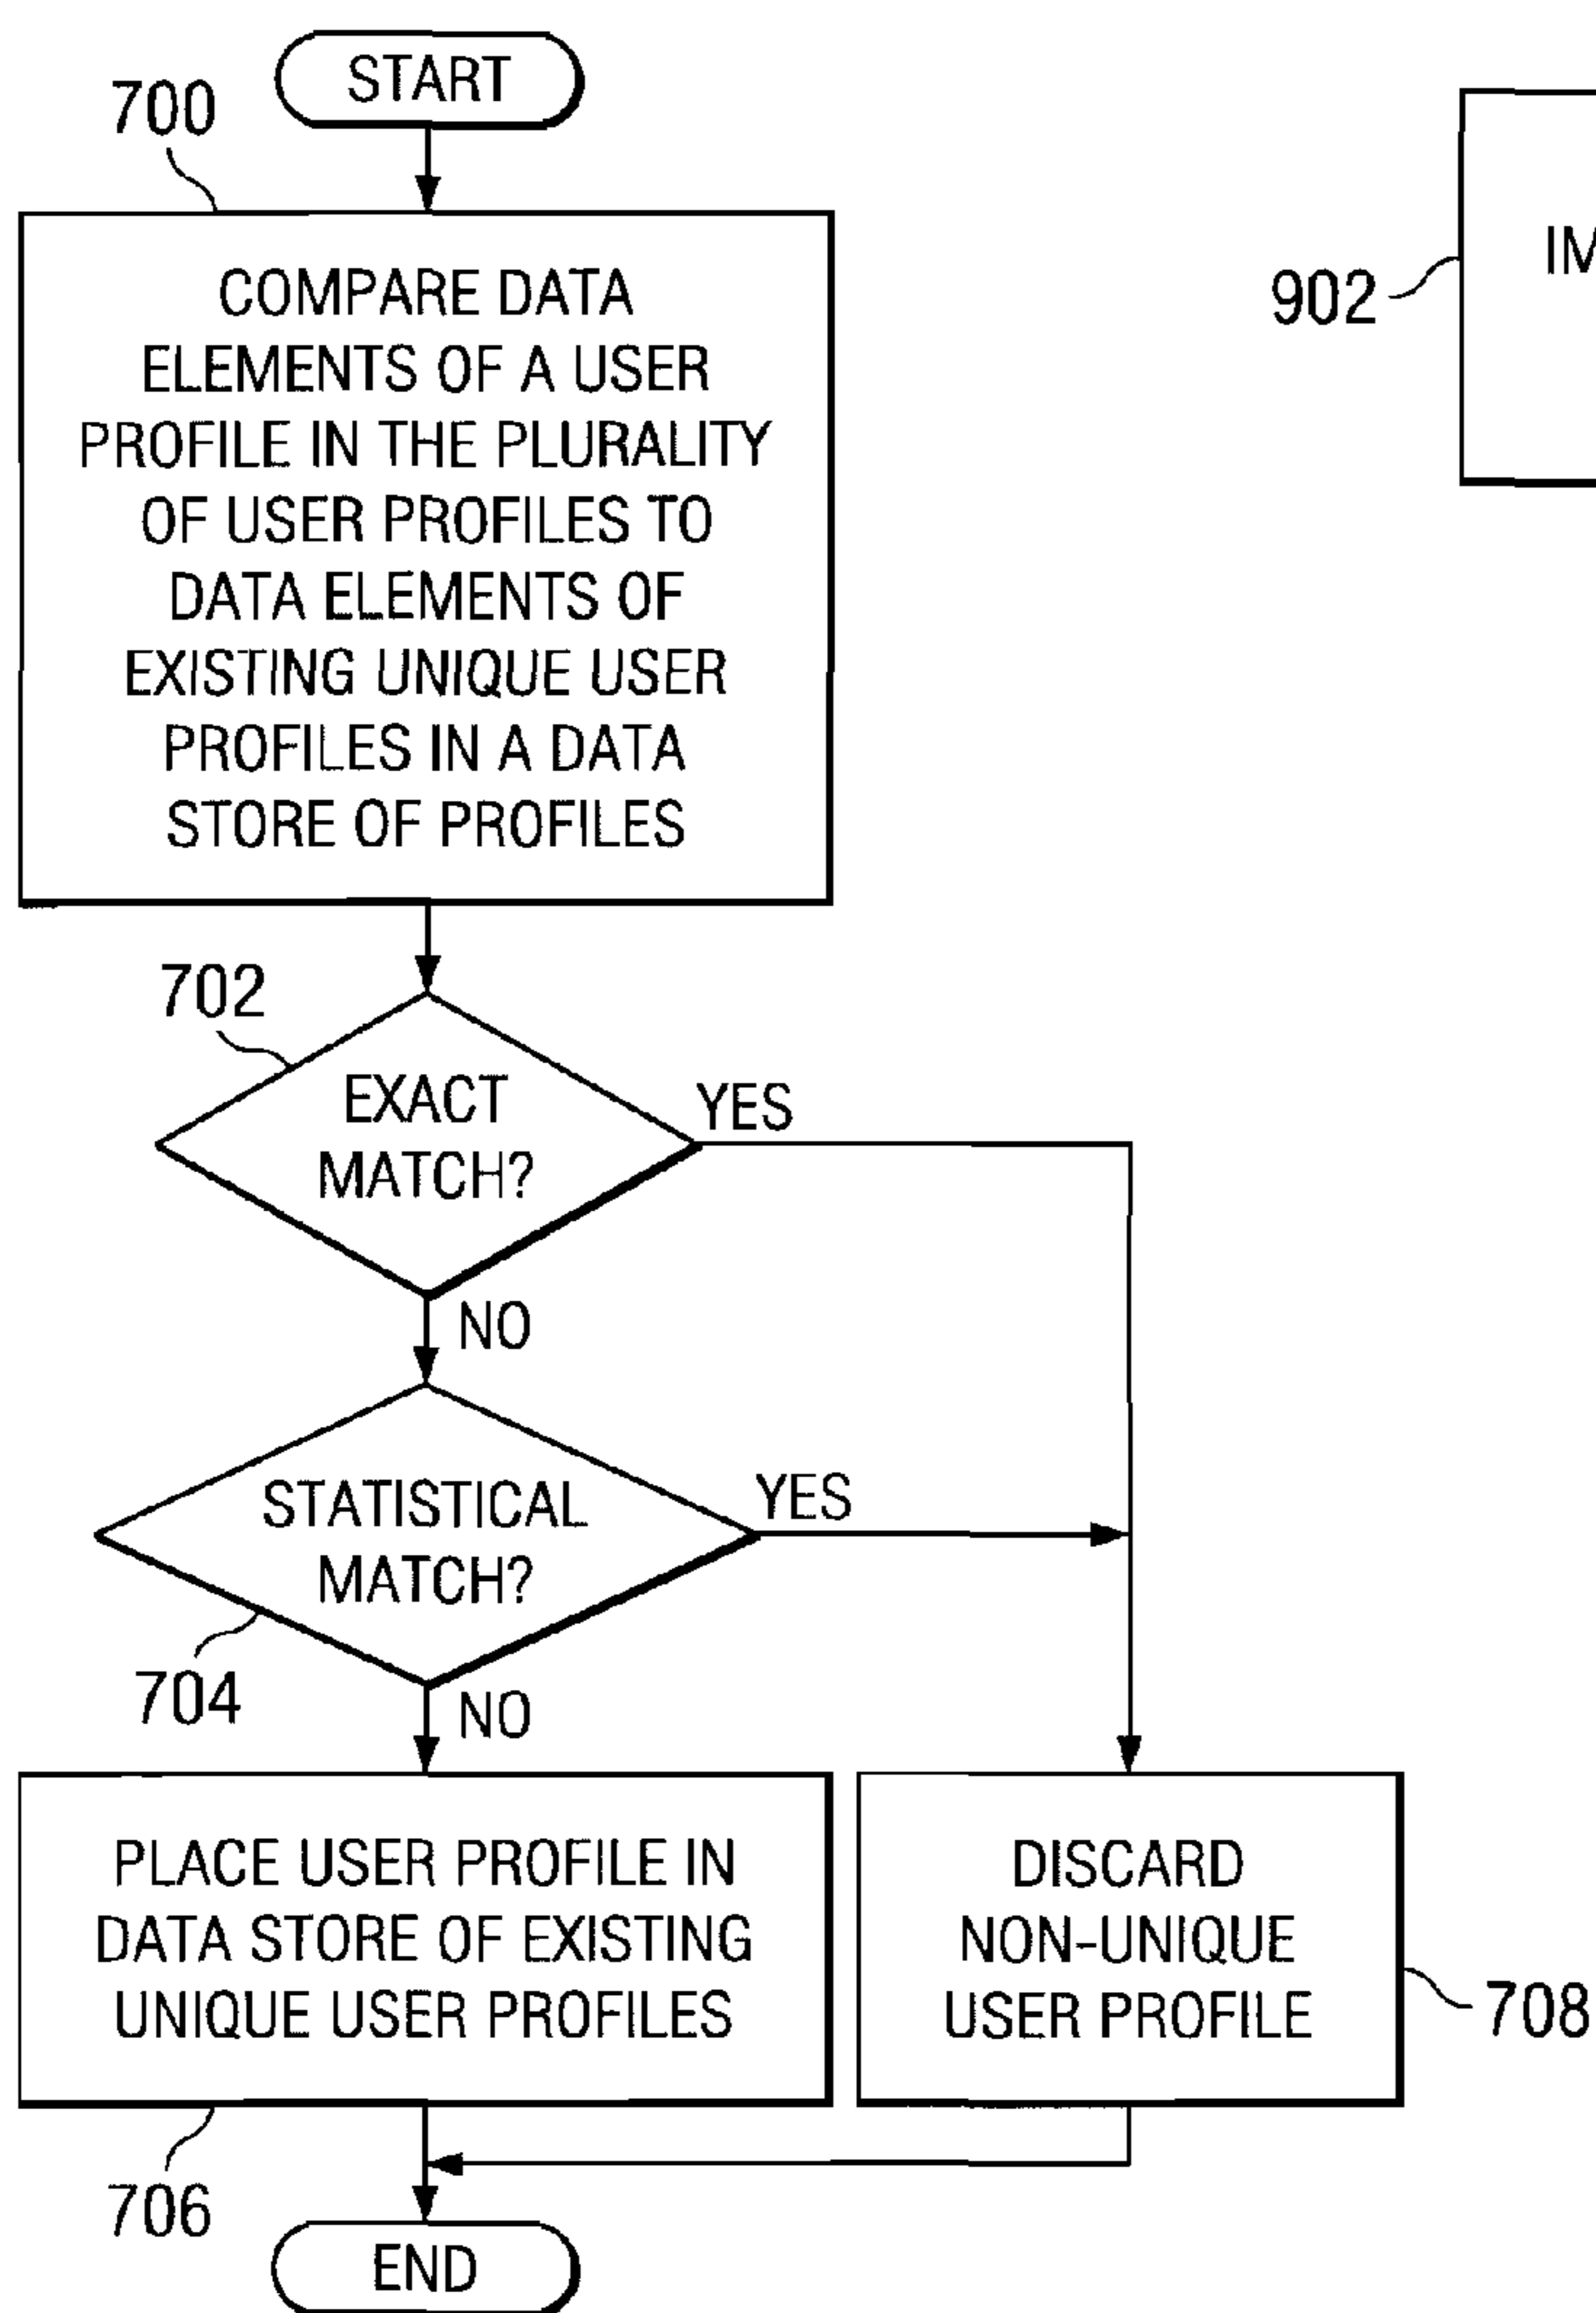 START
700
COMPARE DATA
ELEMENTS OF A USER
PROFILE IN THE PLURALITY
OF USER PROFILES TO
DATA ELEMENTS OF
EXISTING UNIQUE USER
PROFILES IN A DATA
STORE OF PROFILES
702
EXACT
MATCH?
YES
NO
STATISTICAL
MATCH?
YES
704
NO
PLACE USER PROFILE IN
DATA STORE OF EXISTING
UNIQUE USER PROFILES
706
DISCARD
NON-UNIQUE
USER PROFILE
708
END
902